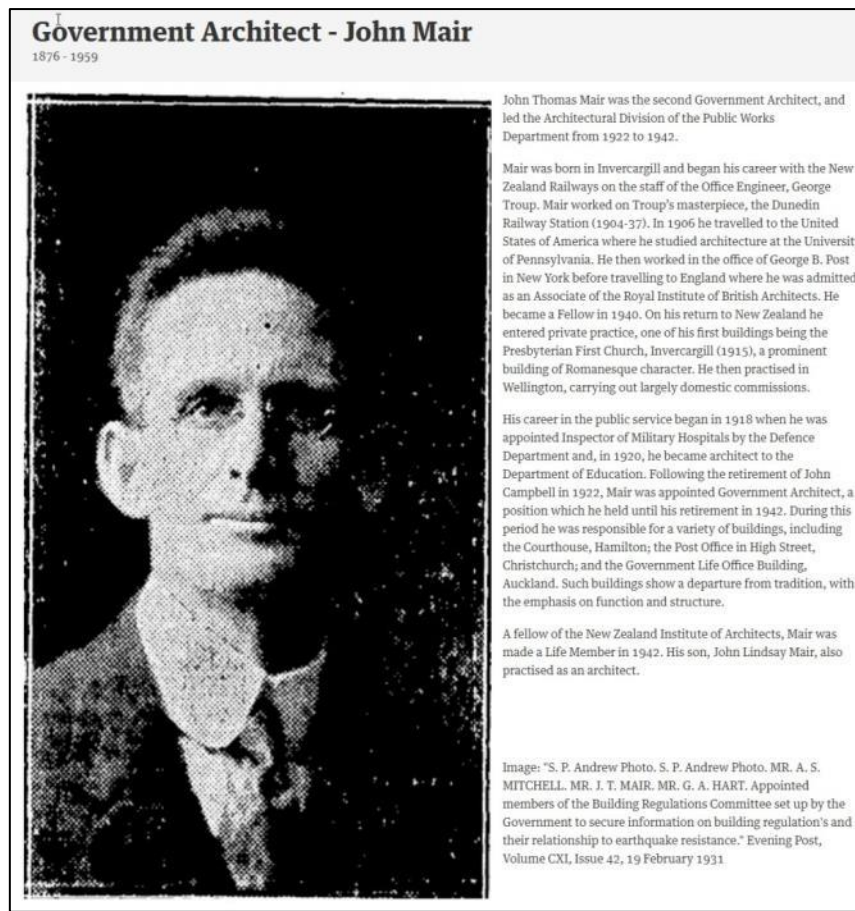 Government Architect - John Mair
1876 - 1959
John Thomas Mair was the second Government Architect, and
led the Architectural Division of the Public Works
Department from 1922 to 1942.
Mair was born in Invercargill and began his career with the New
Zealand Railways on the staff of the Office Engineer, George
Troup. Mair worked on Troup's masterpiece, the Dunedin
Railway Station (1904-37). In 1906 he travelled to the United
States of America where he studied architecture at the Universit
of Pennsylvania. He then worked in the office of George B. Post
in New York before travelling to England where he was admitted
as an Associate of the Royal Institute of British Architects. He
became a Fellow in 1940. On his return to New Zealand he
entered private practice, one of his first buildings being the
Presbyterian First Church, Invercargill (1915), a prominent
building of Romanesque character. He then practised in
Wellington, carrying out largely domestic commissions.
His career in the public service began in 1918 when he was
appointed Inspector of Military Hospitals by the Defence
Department and, in 1920, he became architect to the
Department of Education. Following the retirement of John
Campbell in 1922, Mair was appointed Government Architect, a
position which he held until his retirement in 1942. During this
period he was responsible for a variety of buildings, including
the Courthouse, Hamilton; the Post Office in High Street,
Christchurch; and the Government Life Office Building,
Auckland. Such buildings show a departure from tradition, with
the emphasis on function and structure.
A fellow of the New Zealand Institute of Architects, Mair was
made a Life Member in 1942. His son, John Lindsay Mair, also
practised as an architect.
Image: "S. P. Andrew Photo. S. P. Andrew Photo. MR. A. S.
MITCHELL. MR. J. T. MAIR. MR. G. A. HART. Appointed
members of the Building Regulations Committee set up by the
Government to secure information on building regulation's and
their relationship to earthquake resistance." Evening Post,
Volume CXI, Issue 42, 19 February 1931